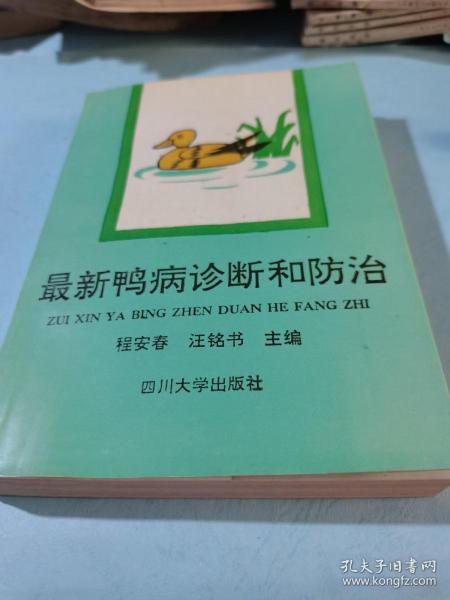 最新鸭病诊断和防治
ZUI XIN YA BING ZHEN DUAN HE FANG ZHI
程安春 汪铭书 主编
四川大学出版社
孔夫子旧书网
www.kongfz.com